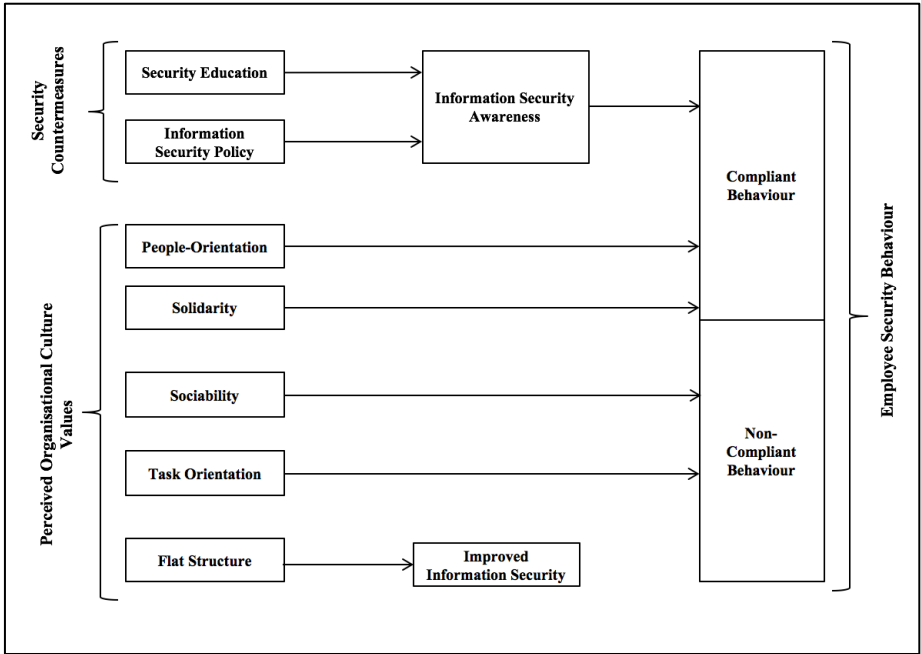 Security
Countermeasures
Security Education
Information
Security Policy
Information Security
Awareness
Compliant
Behaviour
Perceived Organisational Culture
Values
People-Orientation
Solidarity
Sociability
Task Orientation
Flat Structure
Improved
Information Security
Non-
Compliant
Behaviour
Employee Security Behaviour